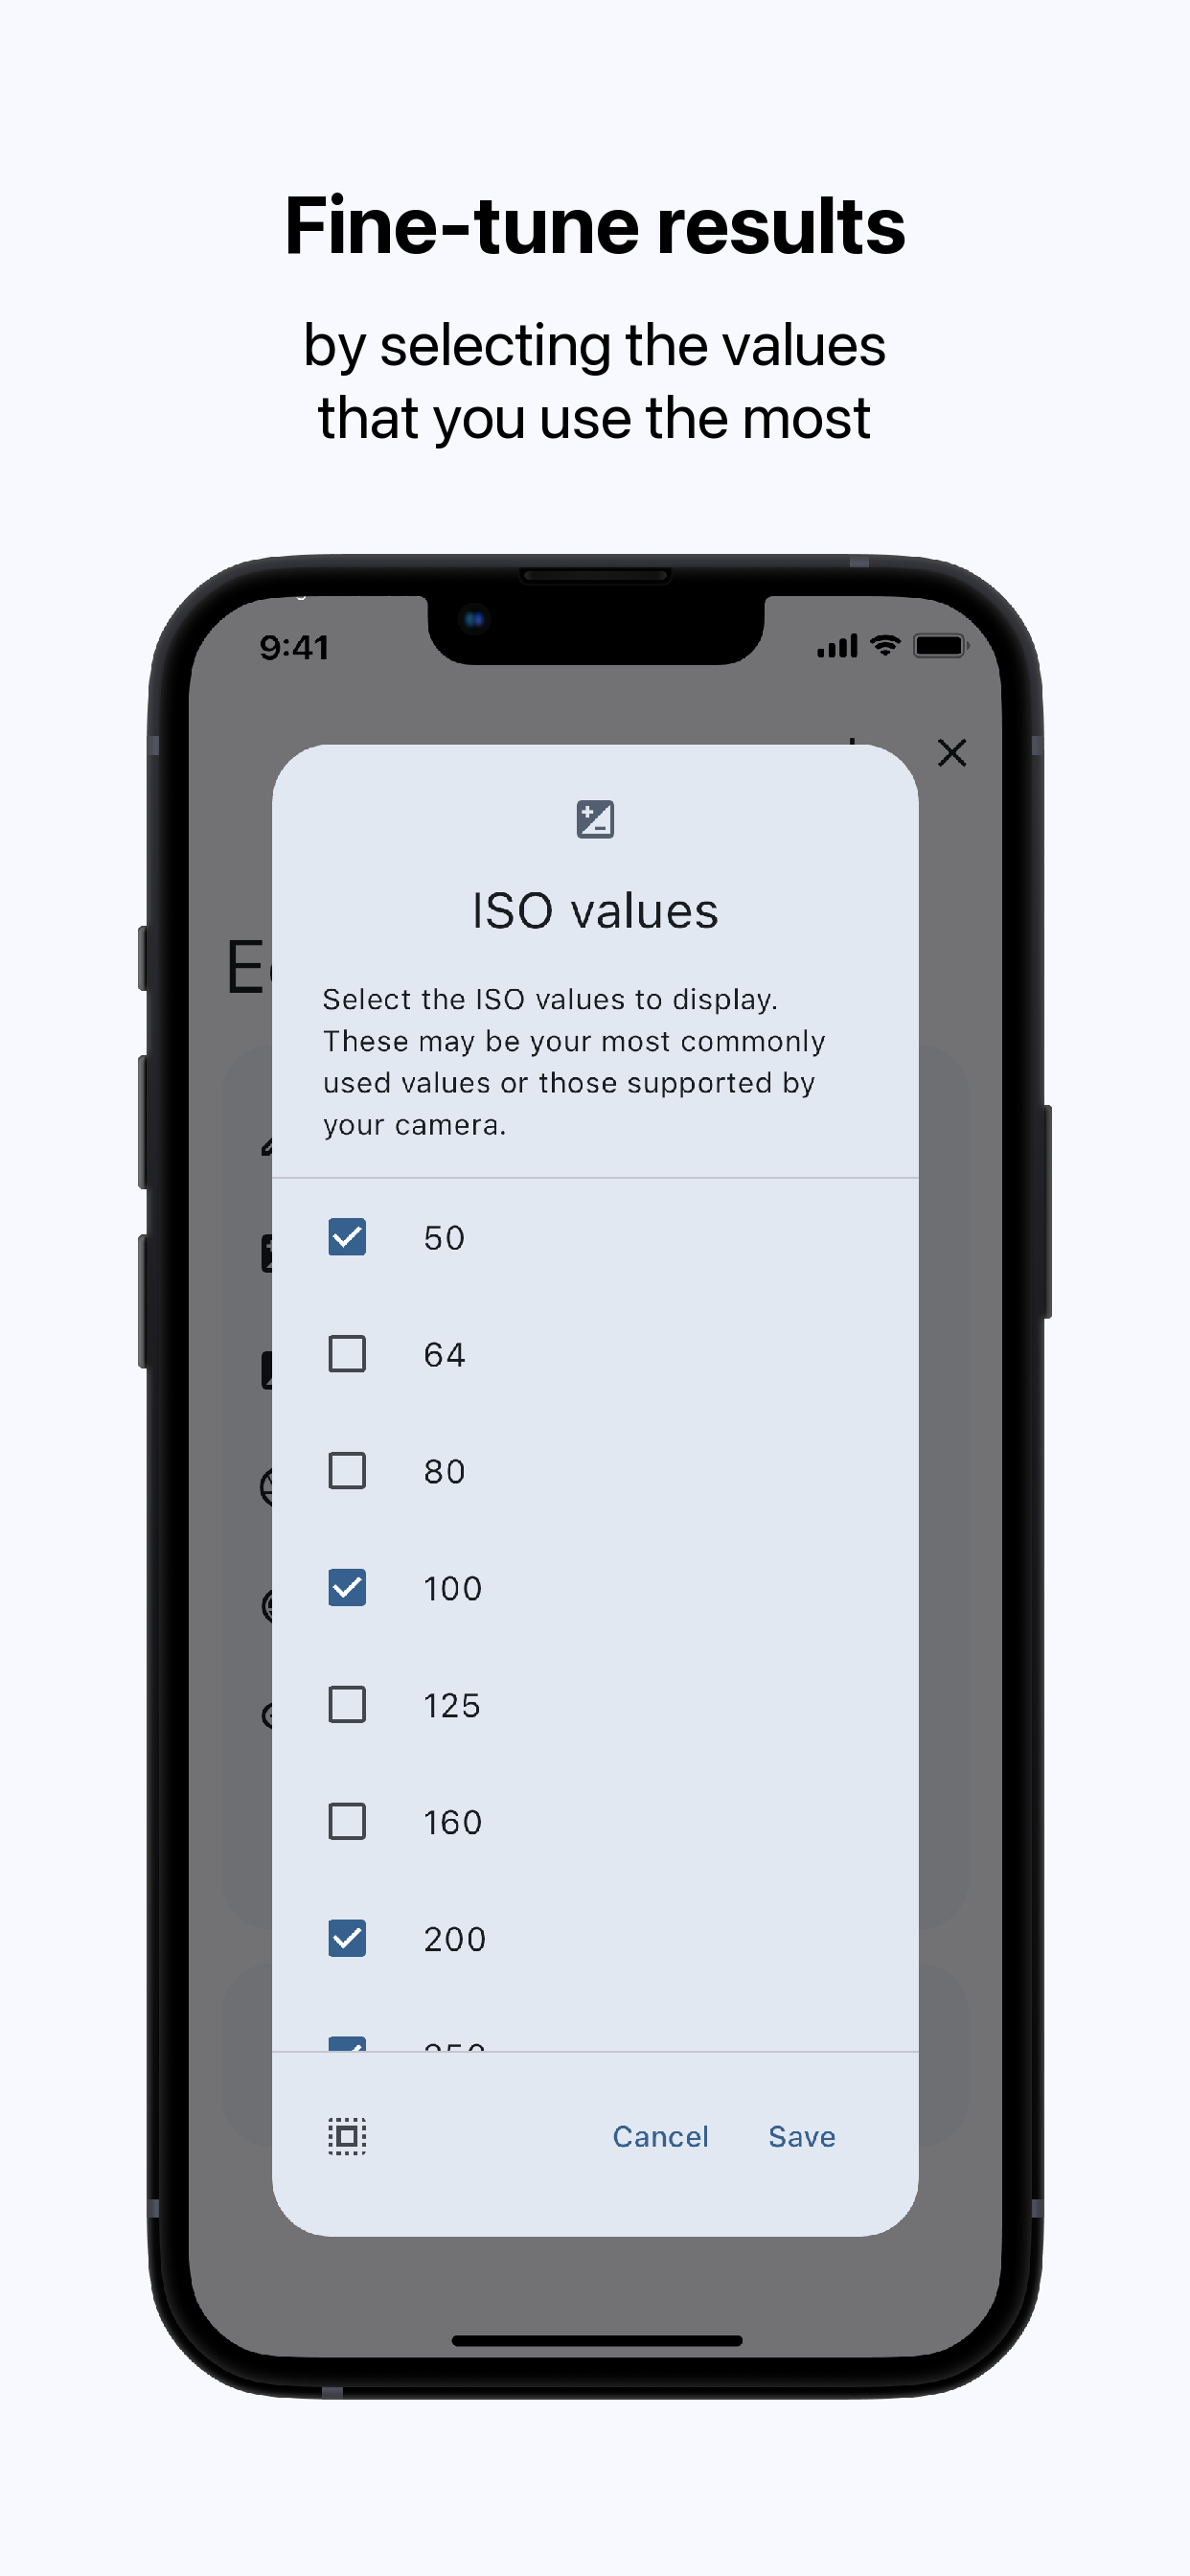 Fine-tune results
by selecting the values
that you use the most
9:41
ISO values
Select the ISO values to display.
These may be your most commonly
used values or those supported by
your camera.
50
64
80
100
125
160
200
Cancel
Save